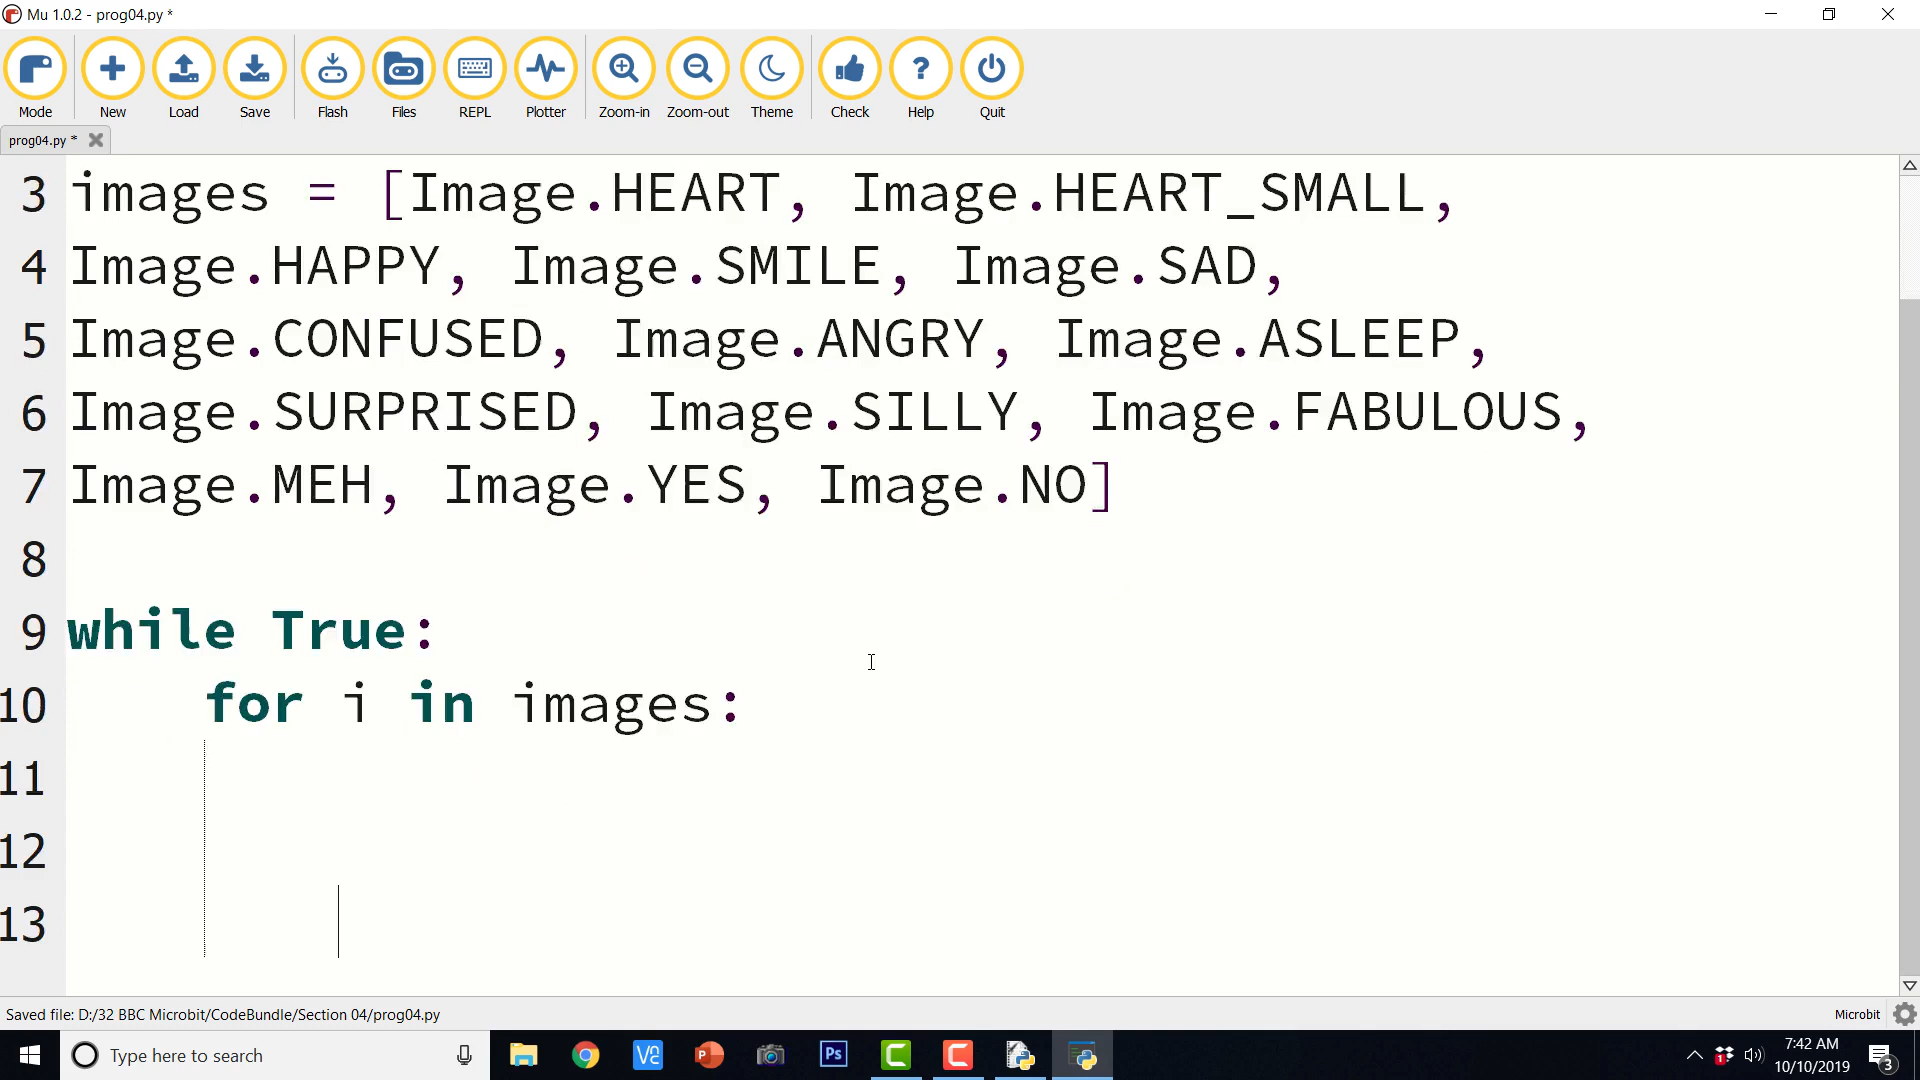 Mu 1.0.2 - prog04.py *
Mode New Load Save Flash Files REPL Plotter Zoom-in Zoom-out Theme Check Help Quit
prog04.py *
3 images = [Image.HEART, Image.HEART_SMALL,
4 Image.HAPPY, Image.SMILE, Image.SAD,
5 Image.CONFUSED, Image.ANGRY, Image.ASLEEP,
6 Image.SURPRISED, Image.SILLY, Image.FABULOUS,
7 Image.MEH, Image.YES, Image.NO]
8
9 while True:
10     for i in images:
11
12
13
Saved file: D:/32 BBC Microbit/CodeBundle/Section 04/prog04.py Microbit
Type here to search
7:42 AM
10/10/2019
3